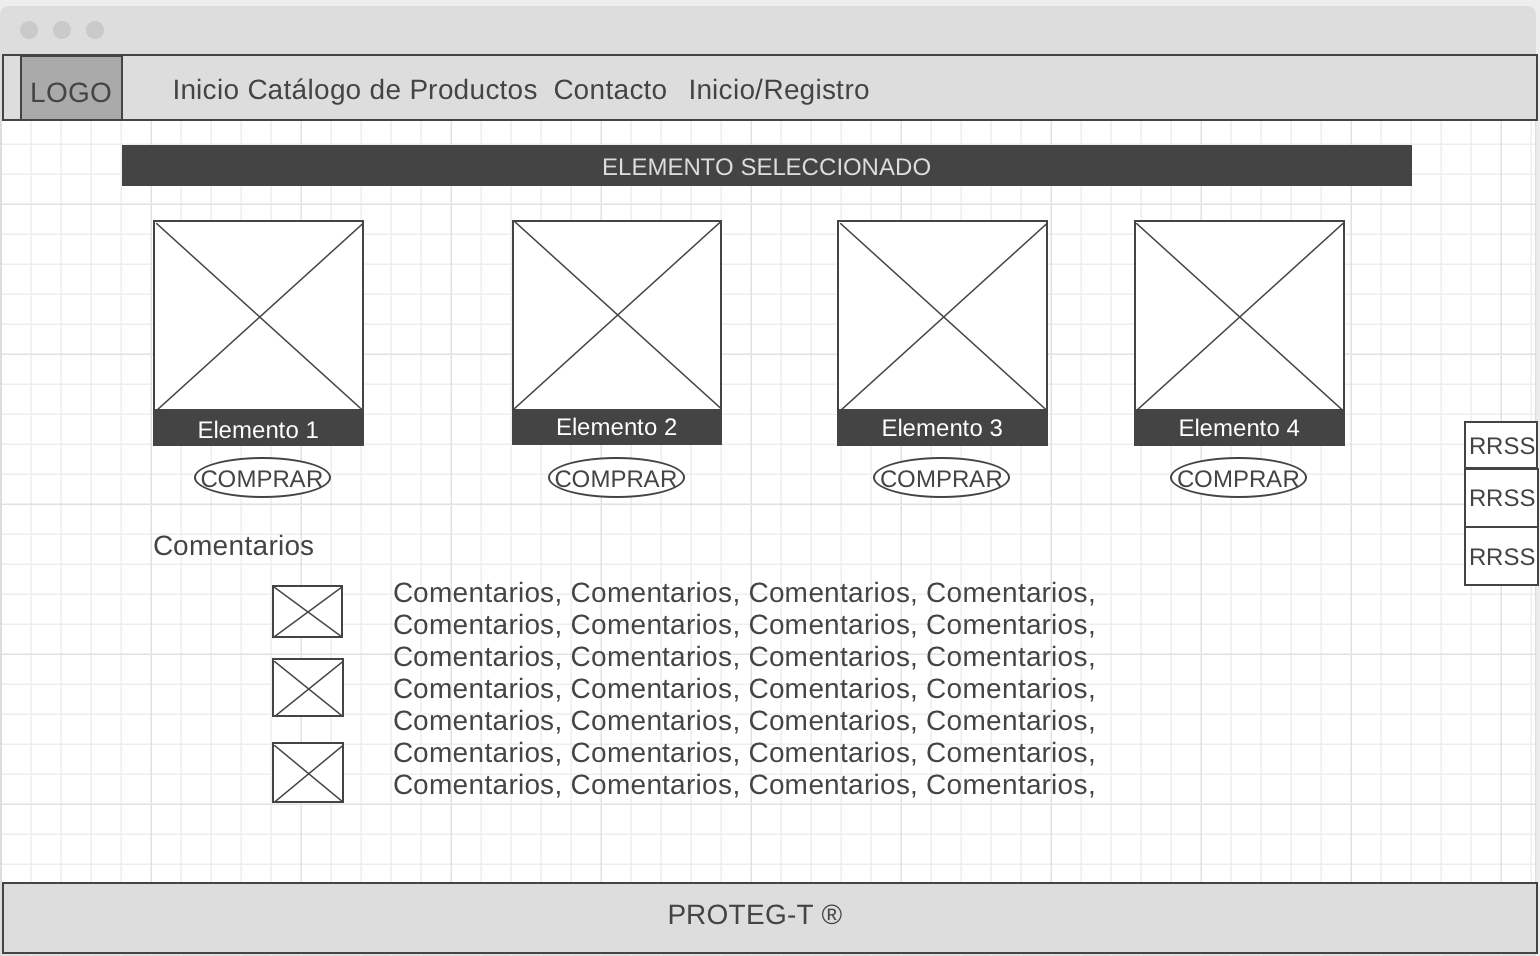 LOGO
Inicio Catálogo de Productos Contacto Inicio/Registro
ELEMENTO SELECCIONADO
Elemento 1
Elemento 2
Elemento 3
Elemento 4
COMPRAR
COMPRAR
COMPRAR
COMPRAR
RRSS
RRSS
RRSS
Comentarios
Comentarios, Comentarios, Comentarios, Comentarios,
Comentarios, Comentarios, Comentarios, Comentarios,
Comentarios, Comentarios, Comentarios, Comentarios,
Comentarios, Comentarios, Comentarios, Comentarios,
Comentarios, Comentarios, Comentarios, Comentarios,
Comentarios, Comentarios, Comentarios, Comentarios,
Comentarios, Comentarios, Comentarios, Comentarios,
PROTEG-T ®